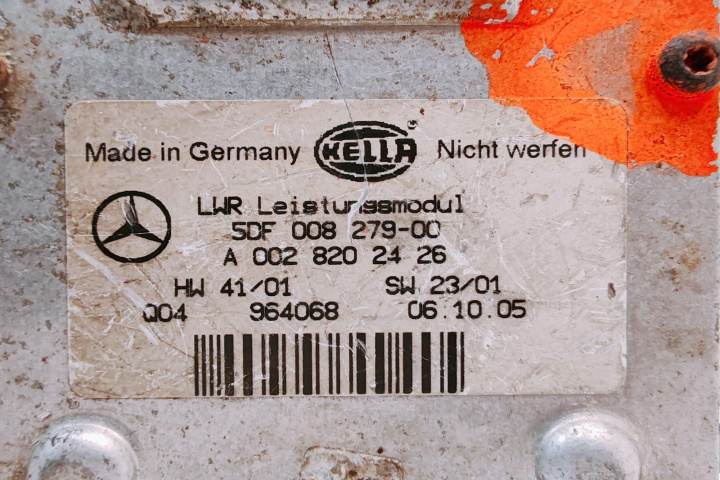 Made in Germany HELLA Nicht werfen
LWR Leistungsmodul
5DF 008 279-00
A 002 820 24 26
HW 41/01 SW 23/01
Q04 964068 06.10.05